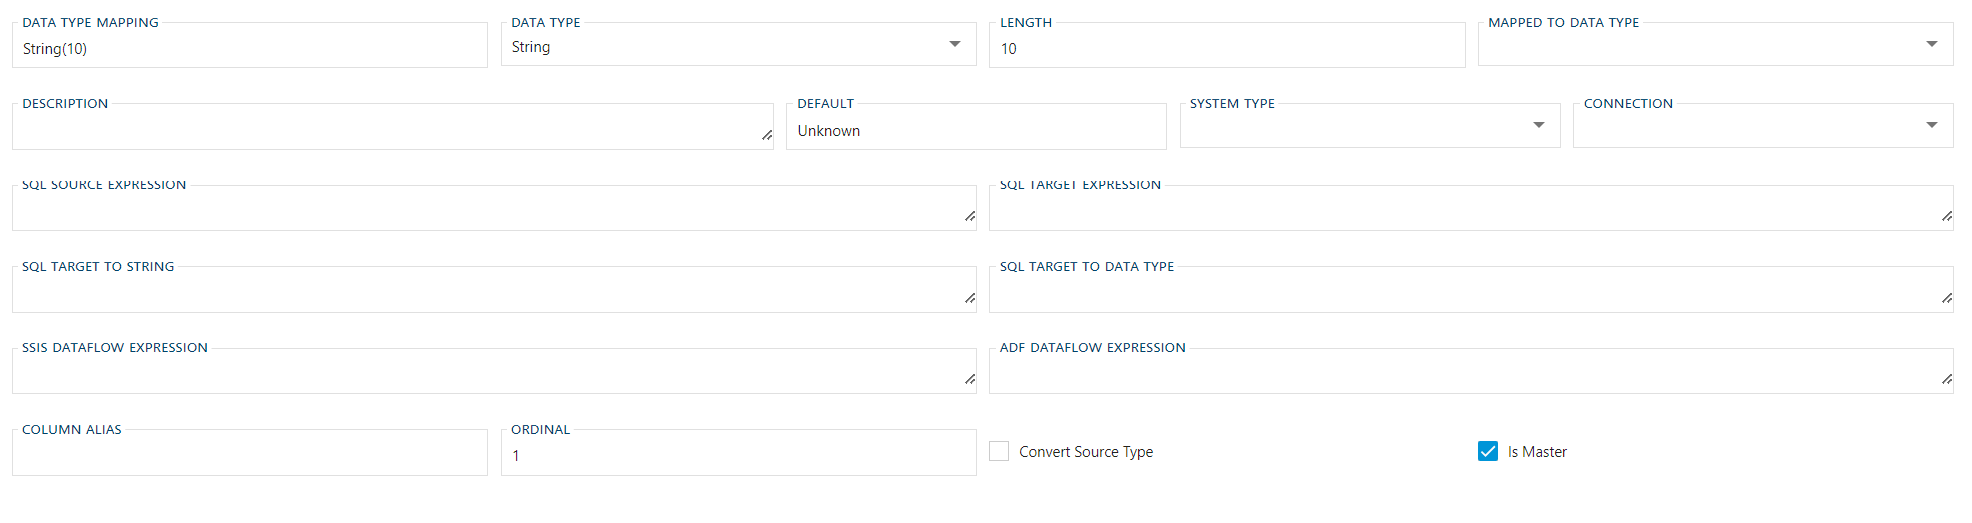 DATA TYPE MAPPING
String(10)
DATA TYPE
String
LENGTH
10
MAPPED TO DATA TYPE
DESCRIPTION
DEFAULT
Unknown
SYSTEM TYPE
CONNECTION
SQL SOURCE EXPRESSION
SQL TARGET EXPRESSION
SQL TARGET TO STRING
SQL TARGET TO DATA TYPE
SSIS DATAFLOW EXPRESSION
ADF DATAFLOW EXPRESSION
COLUMN ALIAS
ORDINAL
1
Convert Source Type
Is Master